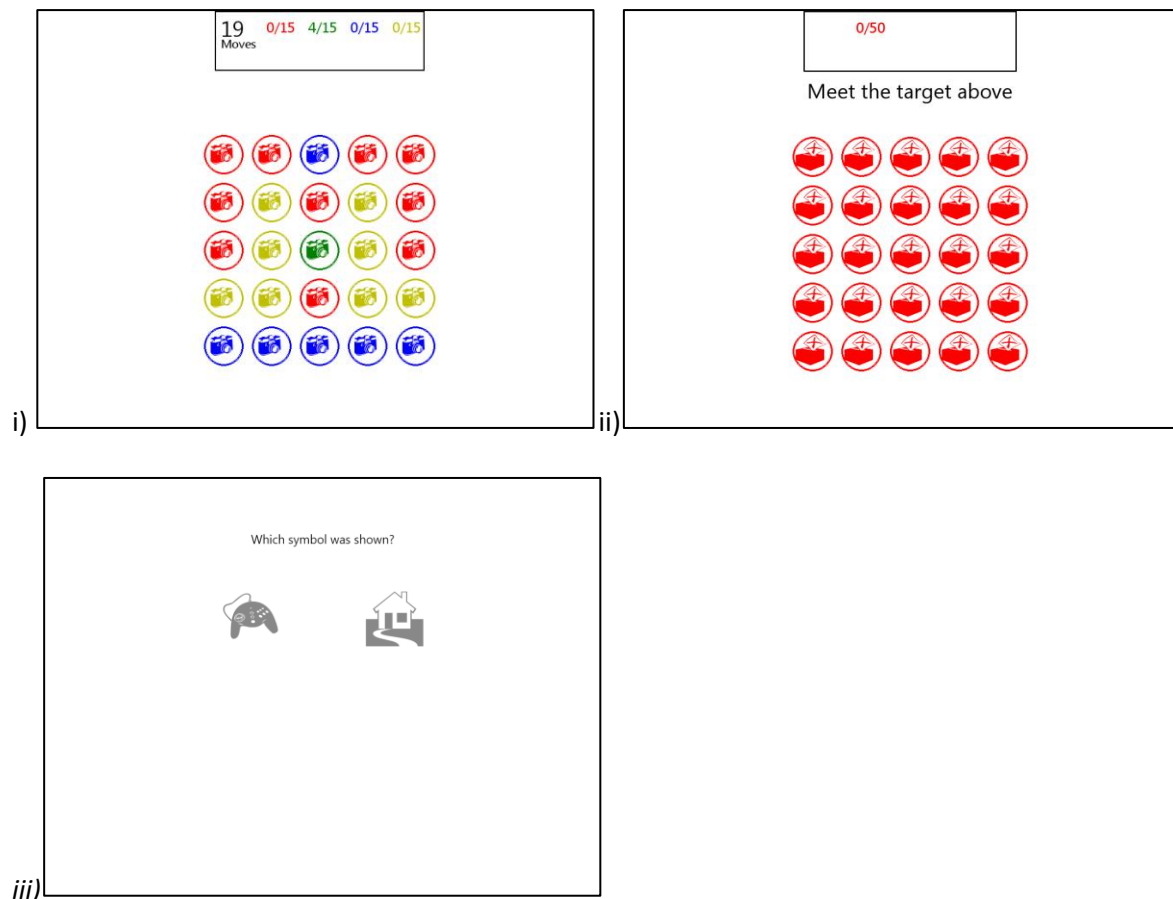 19 0/15 4/15 0/15 0/15
Moves
0/50
Meet the target above
i)
ii)
Which symbol was shown?
iii)